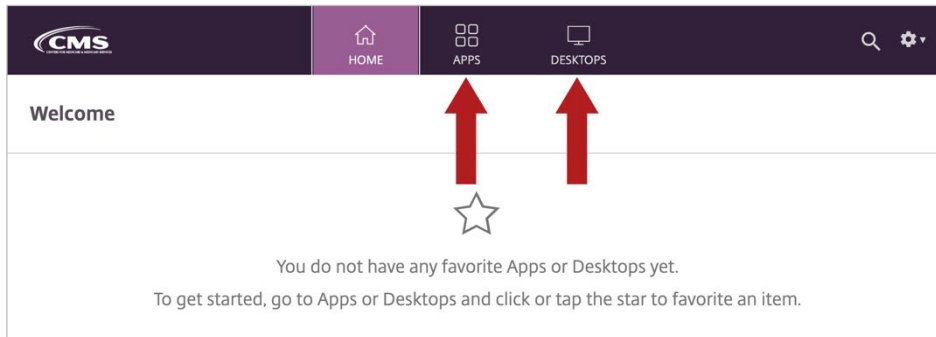 CMS
HOME
APPS
DESKTOPS
Welcome
You do not have any favorite Apps or Desktops yet.
To get started, go to Apps or Desktops and click or tap the star to favorite an item.